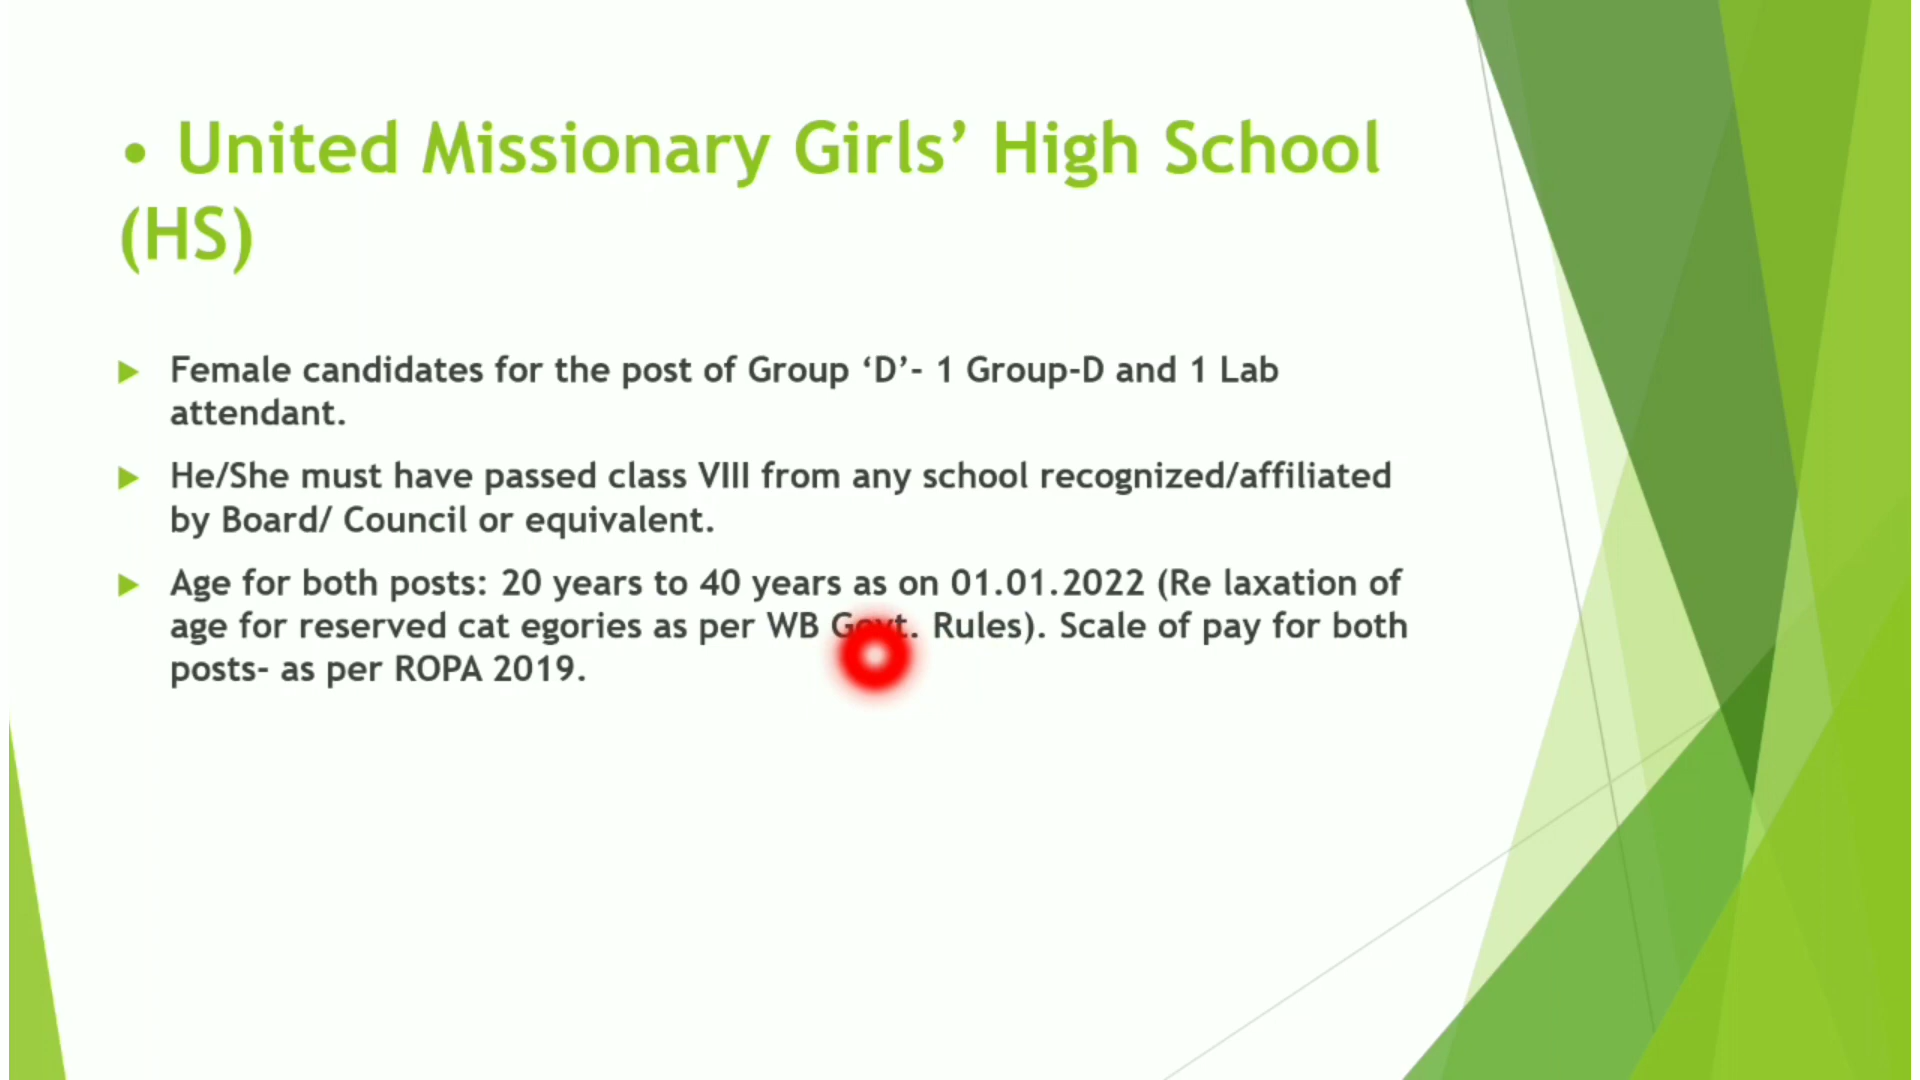 • United Missionary Girls’ High School
(HS)
Female candidates for the post of Group ‘D’- 1 Group-D and 1 Lab
attendant.
He/She must have passed class VIII from any school recognized/affiliated
by Board/ Council or equivalent.
Age for both posts: 20 years to 40 years as on 01.01.2022 (Re laxation of
age for reserved cat egories as per WB Govt. Rules). Scale of pay for both
posts- as per ROPA 2019.